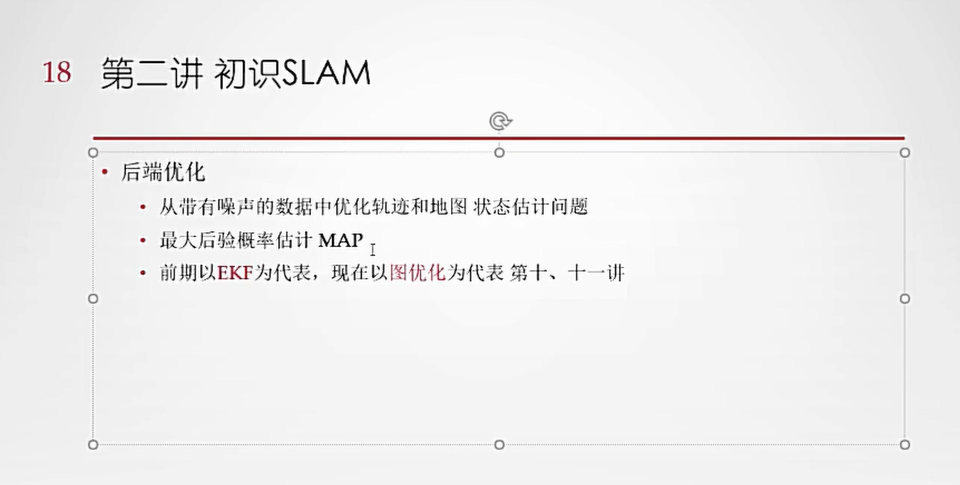 18 第二讲 初识SLAM
• 后端优化
• 从带有噪声的数据中优化轨迹和地图 状态估计问题
• 最大后验概率估计 MAP
• 前期以EKF为代表，现在以图优化为代表 第十、十一讲